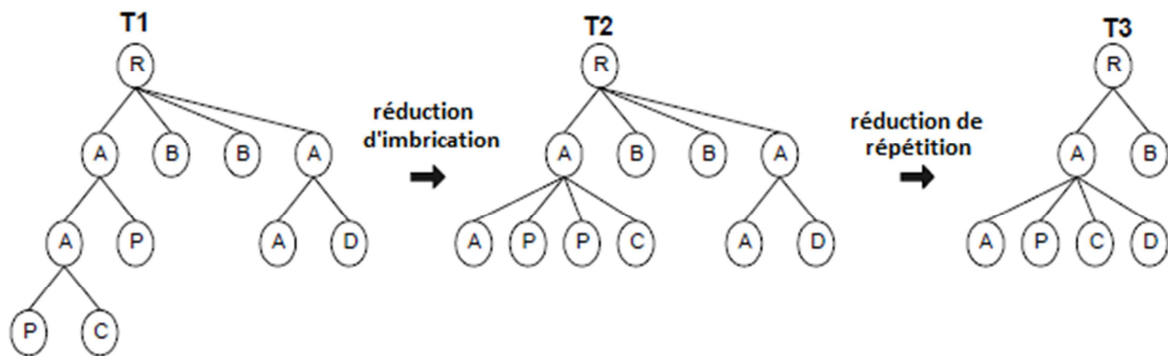 T1 T2 T3
R R R
réduction d'imbrication
réduction de répétition
A B B A A B B A A B
A P A D A P P C A D A P C D
P C